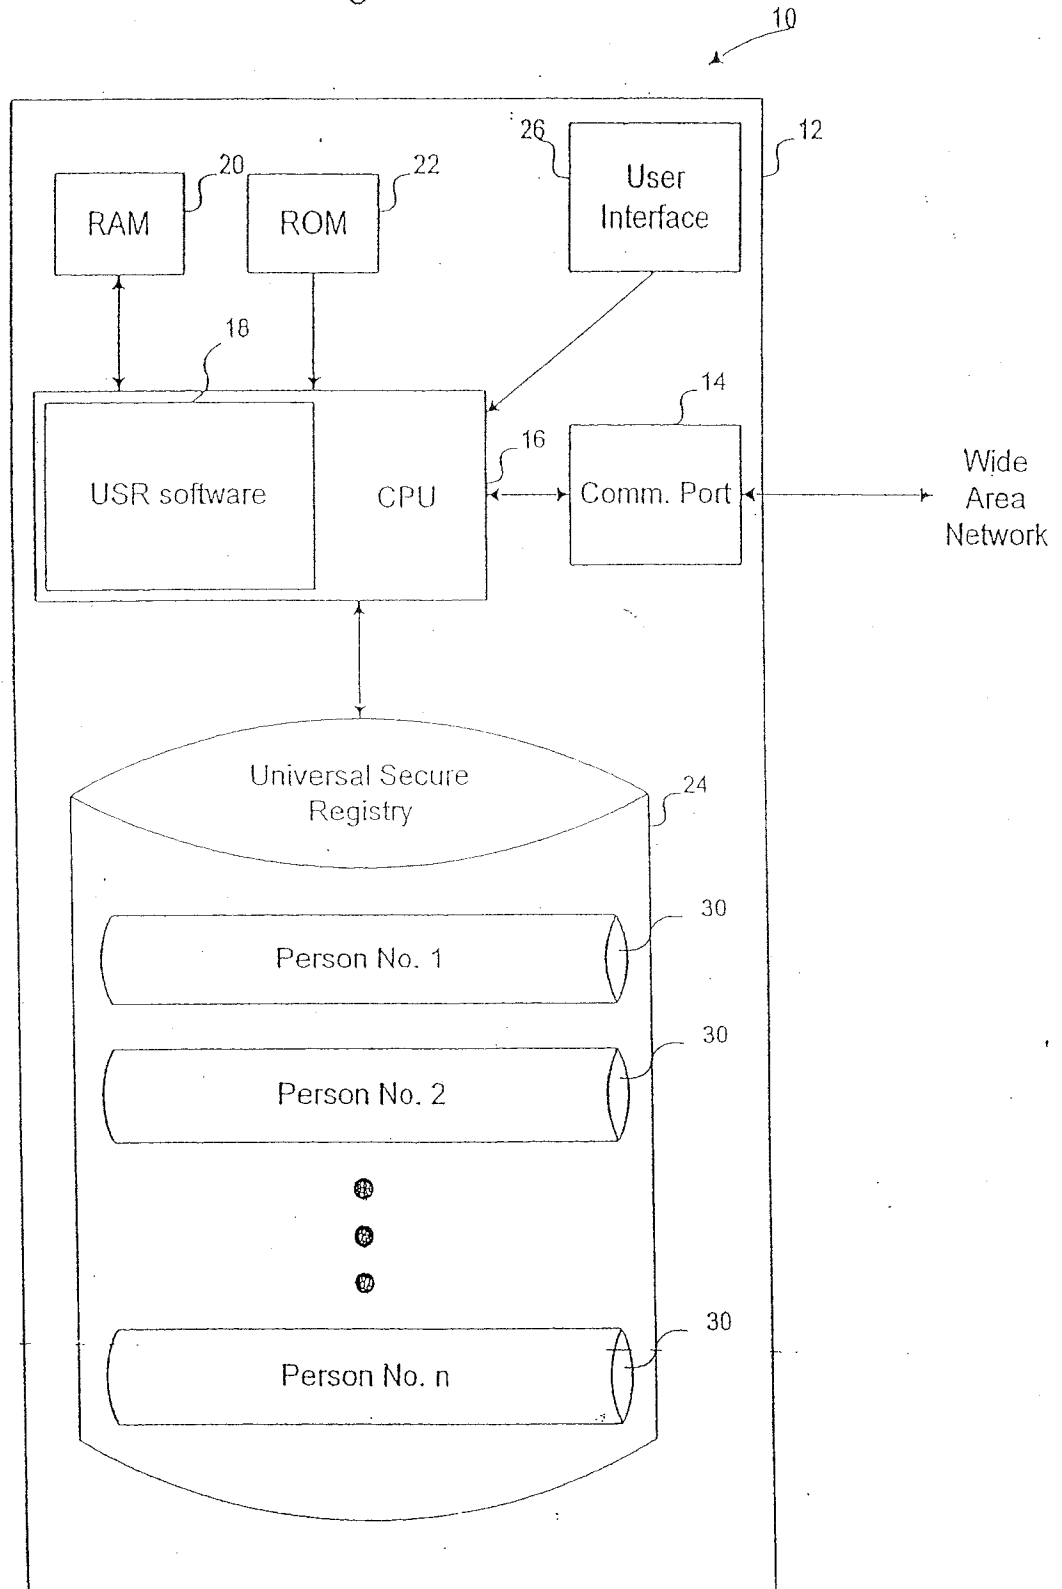 10
12
26
User
Interface
20
RAM
22
ROM
18
14
16
USR software
CPU
Comm. Port
Wide
Area
Network
Universal Secure
Registry
24
30
Person No. 1
30
Person No. 2
30
Person No. n